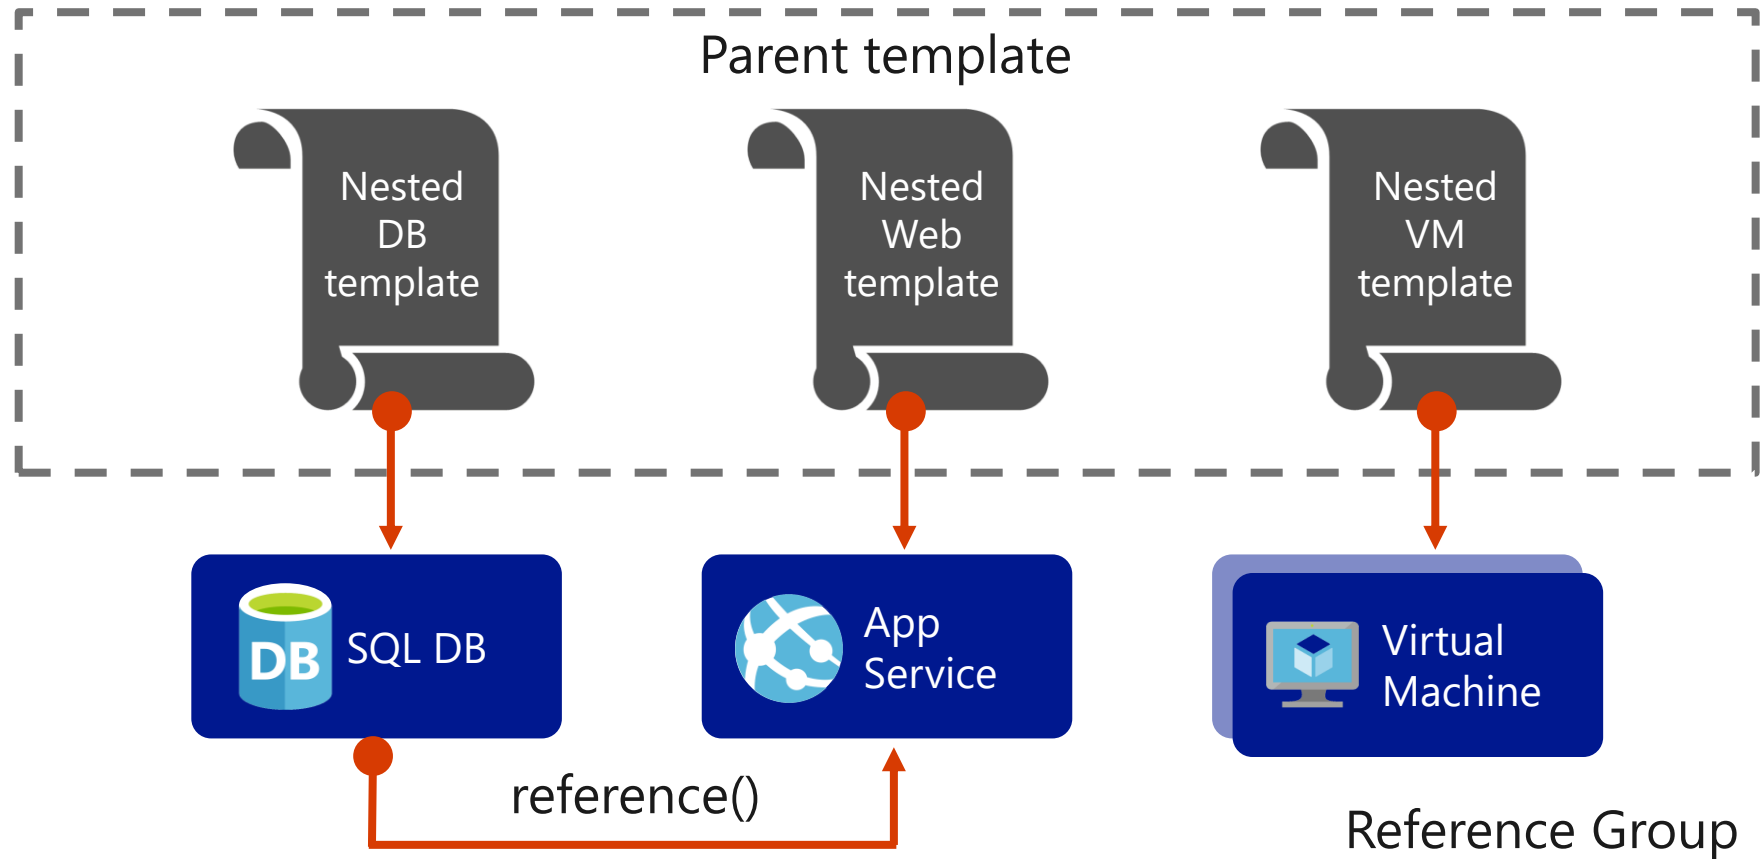 Parent template
Nested
DB
template
Nested
Web
template
Nested
VM
template
DB
SQL DB
App
Service
Virtual
Machine
reference()
Reference Group